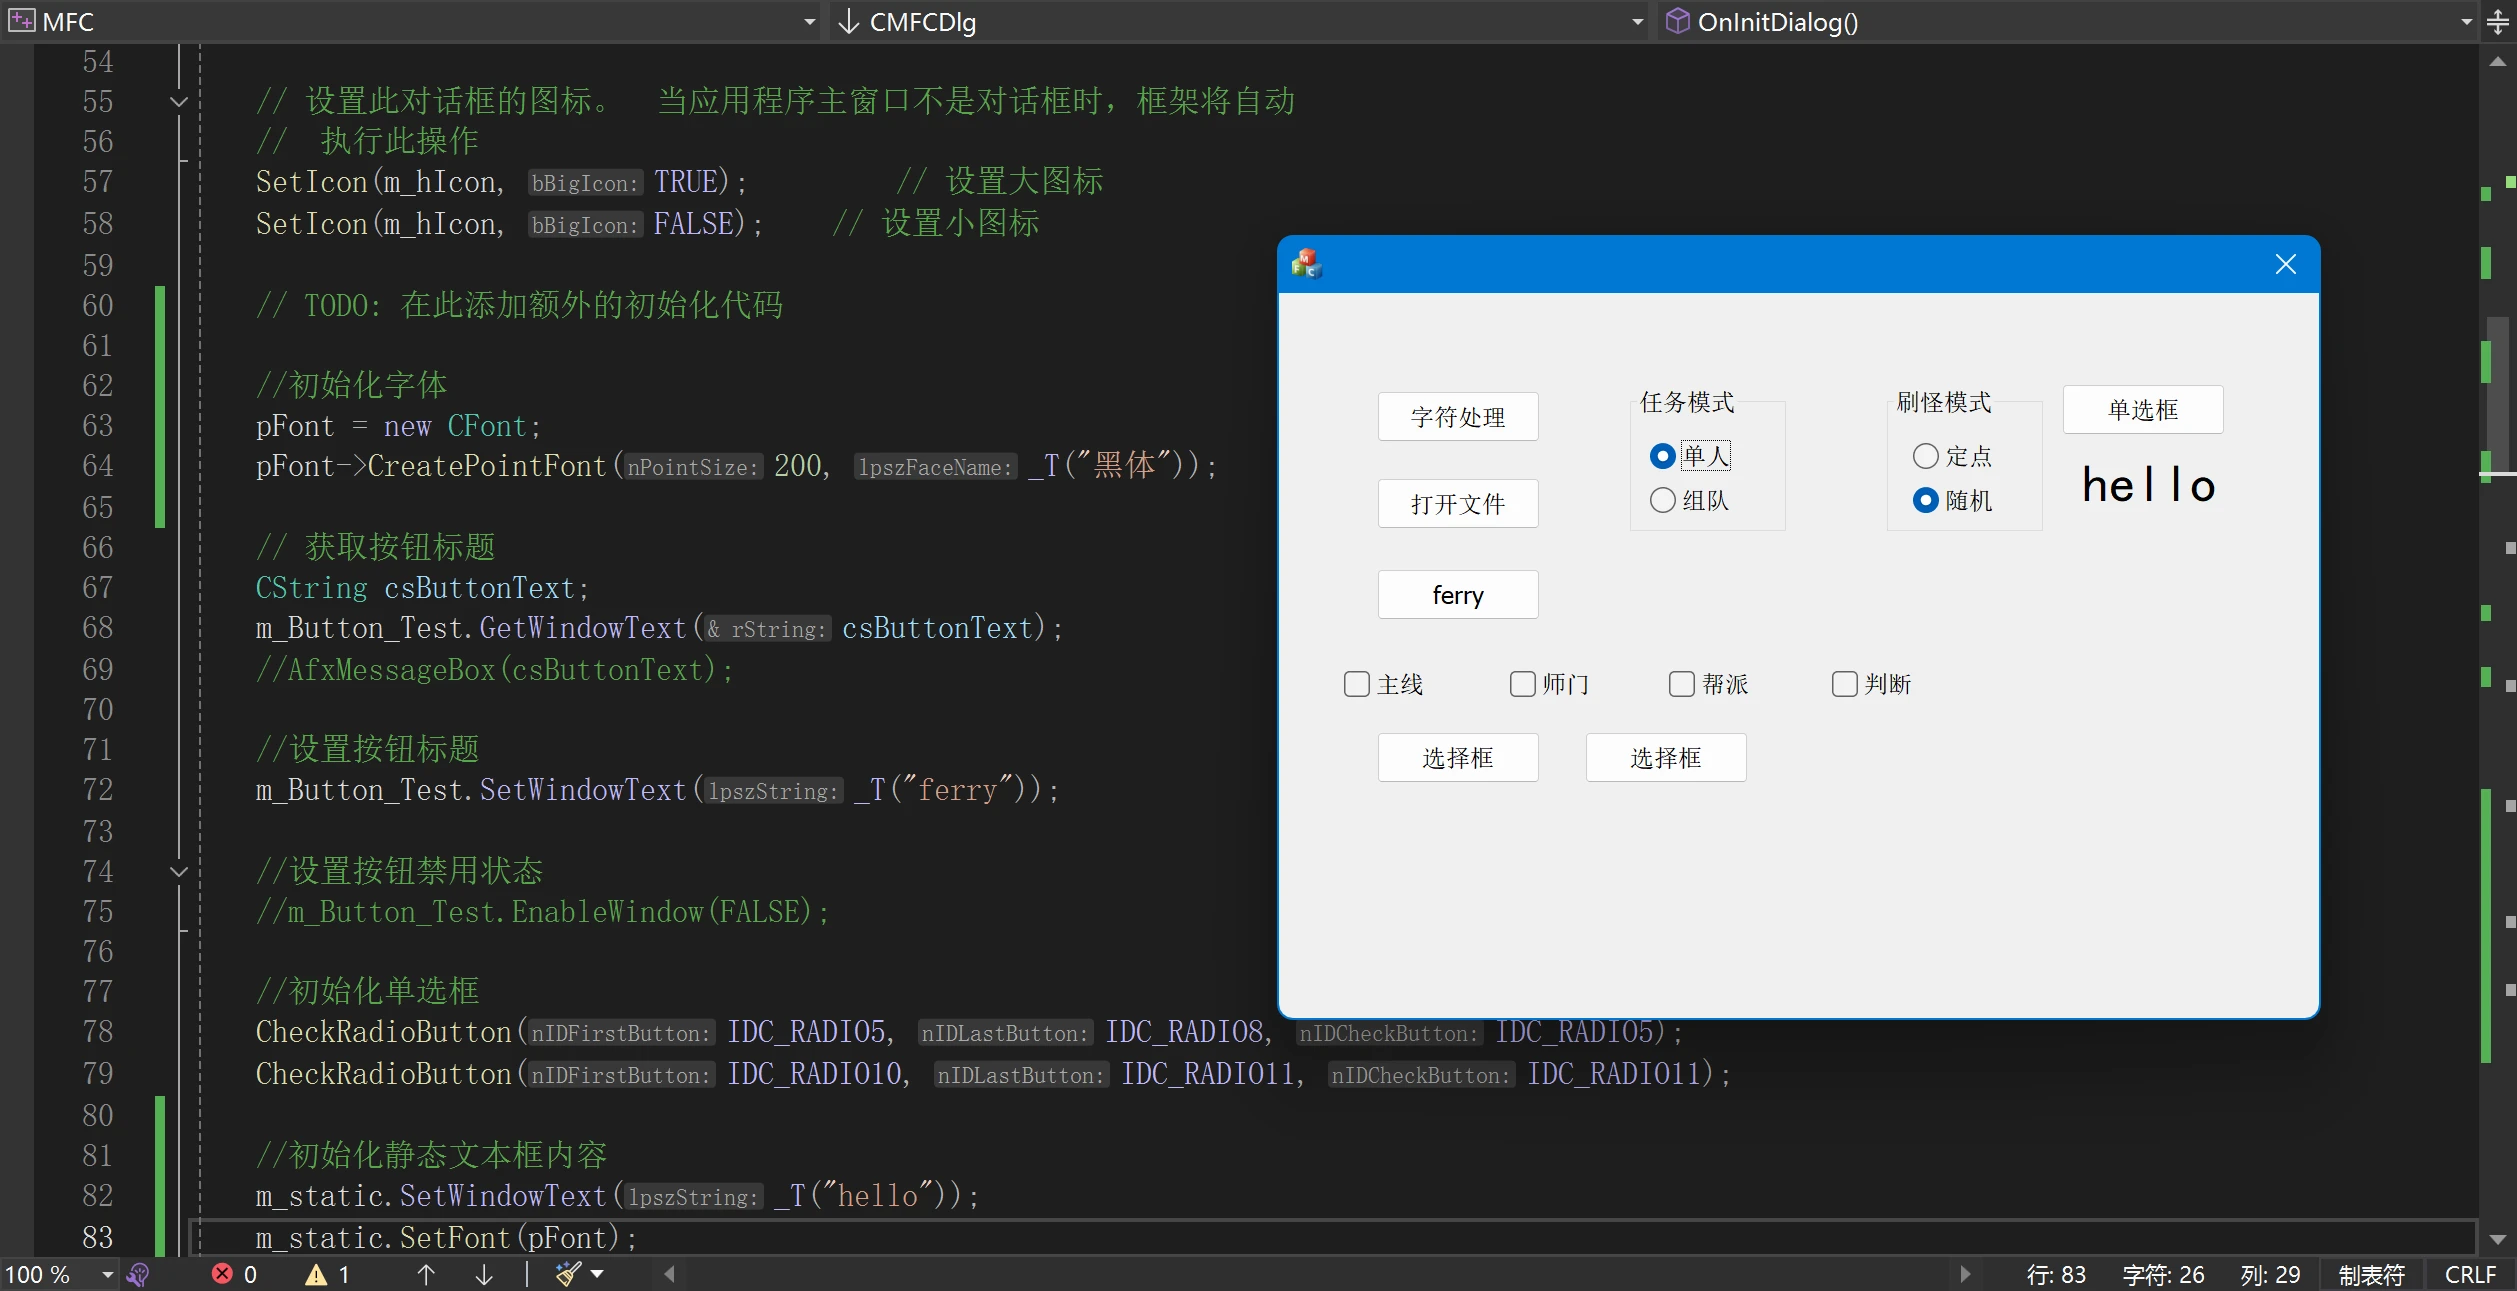 MFC CMFCDlg OnInitDialog()
54
55 // 设置此对话框的图标。  当应用程序主窗口不是对话框时，框架将自动
56 //  执行此操作
57 SetIcon(m_hIcon, bBigIcon: TRUE); // 设置大图标
58 SetIcon(m_hIcon, bBigIcon: FALSE); // 设置小图标
59
60 // TODO: 在此添加额外的初始化代码
61
62 //初始化字体
63 pFont = new CFont;
64 pFont->CreatePointFont(nPointSize: 200, lpszFaceName: _T("黑体"));
65
66 // 获取按钮标题
67 CString csButtonText;
68 m_Button_Test.GetWindowText(& rString: csButtonText);
69 //AfxMessageBox(csButtonText);
70
71 //设置按钮标题
72 m_Button_Test.SetWindowText(lpszString: _T("ferry"));
73
74 //设置按钮禁用状态
75 //m_Button_Test.EnableWindow(FALSE);
76
77 //初始化单选框
78 CheckRadioButton(nIDFirstButton: IDC_RADIO5, nIDLastButton: IDC_RADIO8, nIDCheckButton: IDC_RADIO5);
79 CheckRadioButton(nIDFirstButton: IDC_RADIO10, nIDLastButton: IDC_RADIO11, nIDCheckButton: IDC_RADIO11);
80
81 //初始化静态文本框内容
82 m_static.SetWindowText(lpszString: _T("hello"));
83 m_static.SetFont(pFont);
字符处理
打开文件
ferry
任务模式
单人
组队
刷怪模式
定点
随机
单选框
hello
主线 师门 帮派 判断
选择框 选择框
100 % 0 1 行: 83 字符: 26 列: 29 制表符 CRLF